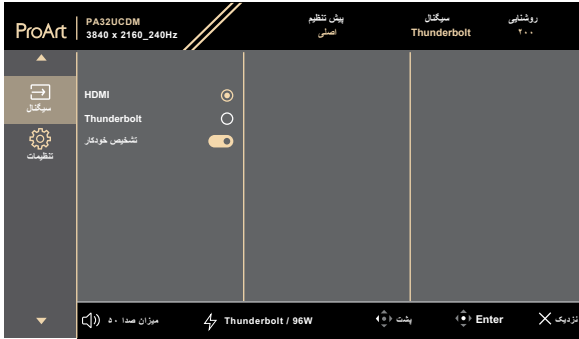 ProArt
PA32UCDM
3840 x 2160_240Hz
پیش تنظیم
اصلی
سیگنال
Thunderbolt
روشنایی
۲۰۰
سیگنال
تنظیمات
HDMI
Thunderbolt
تشخیص خودکار
میزان صدا ۵۰
Thunderbolt / 96W
پشت
Enter
نزدیک